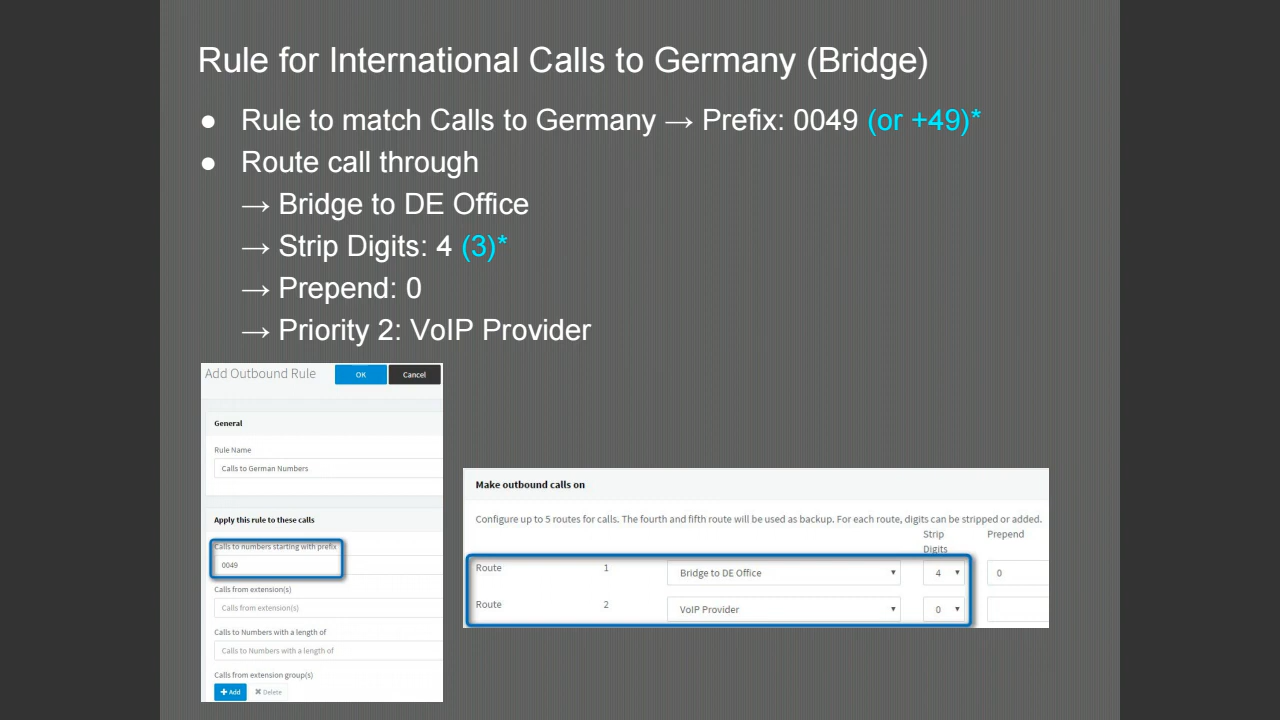 Rule for International Calls to Germany (Bridge)
● Rule to match Calls to Germany → Prefix: 0049 (or +49)*
● Route call through
→ Bridge to DE Office
→ Strip Digits: 4 (3)*
→ Prepend: 0
→ Priority 2: VoIP Provider
Add Outbound Rule OK Cancel
General
Rule Name
Calls to German Numbers
Apply this rule to these calls
Calls to numbers starting with prefix
0049
Calls from extension(s)
Calls from extension(s)
Calls to Numbers with a length of
Calls to Numbers with a length of
Calls from extension group(s)
+ Add ✖ Delete
Make outbound calls on
Configure up to 5 routes for calls. The fourth and fifth route will be used as backup. For each route, digits can be stripped or added.
Strip Prepend
Digits
Route 1 Bridge to DE Office 4 0
Route 2 VoIP Provider 0